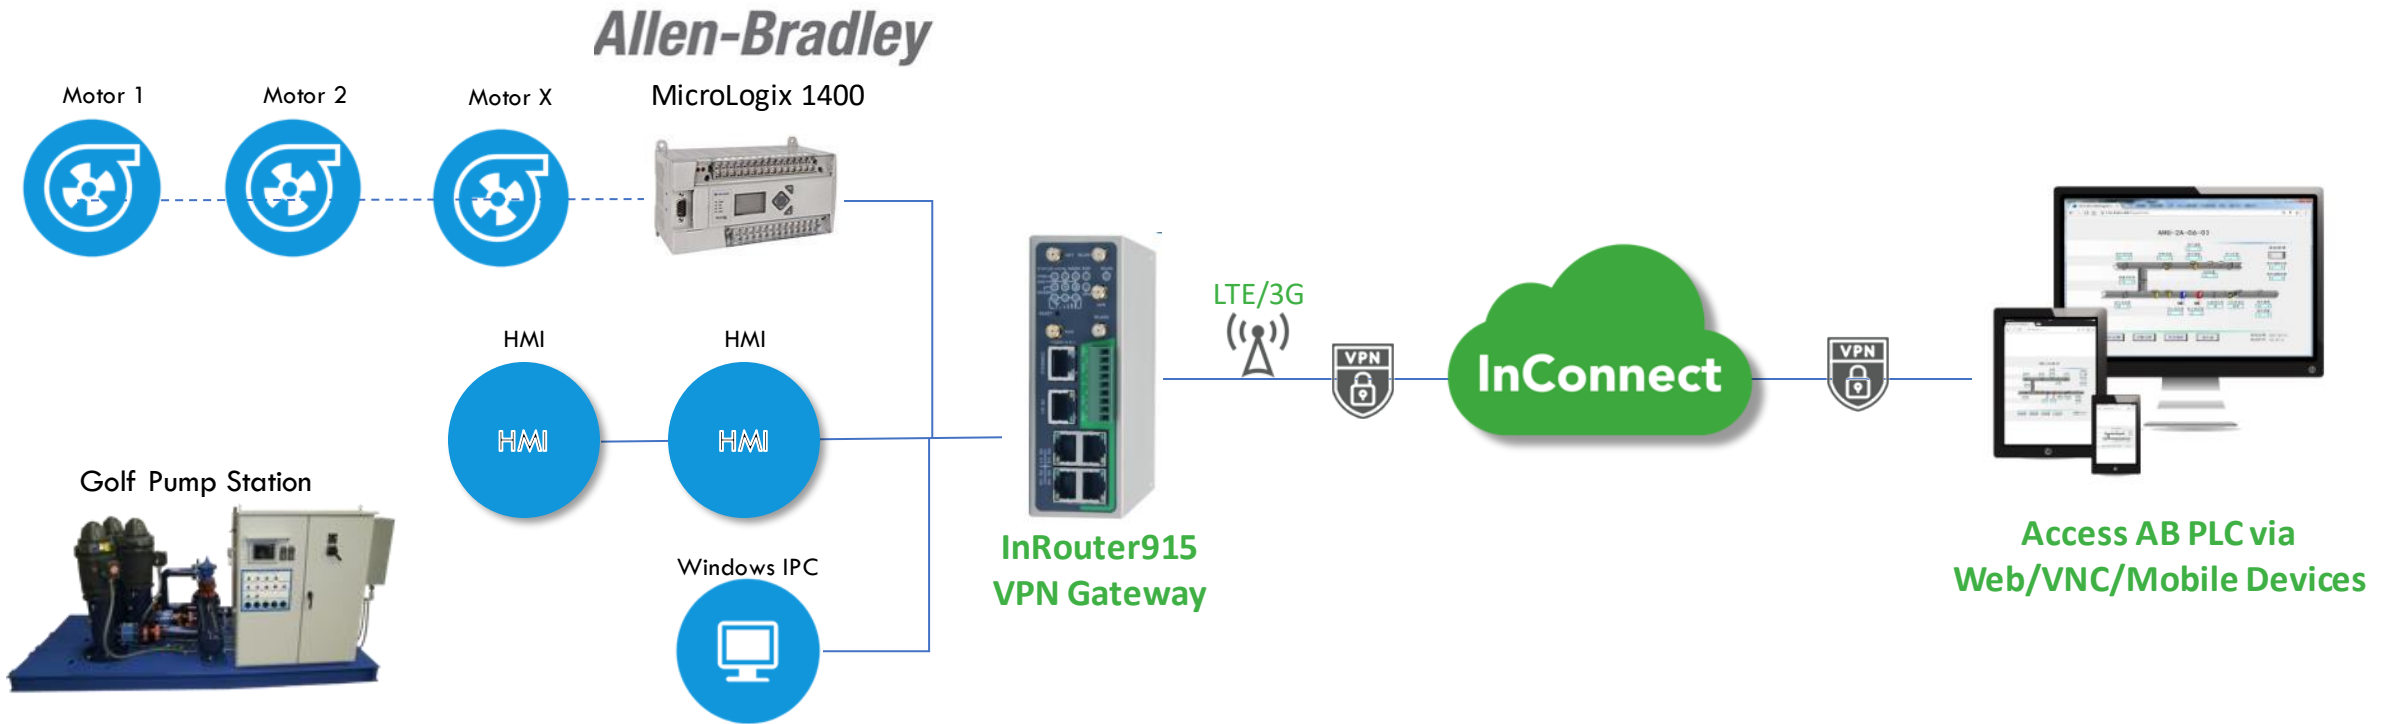 Allen-Bradley
Motor 1
Motor 2
Motor X
MicroLogix 1400
HMI
HMI
HMI
HMI
Golf Pump Station
Windows IPC
InRouter915
VPN Gateway
LTE/3G
VPN
InConnect
VPN
Access AB PLC via
Web/VNC/Mobile Devices